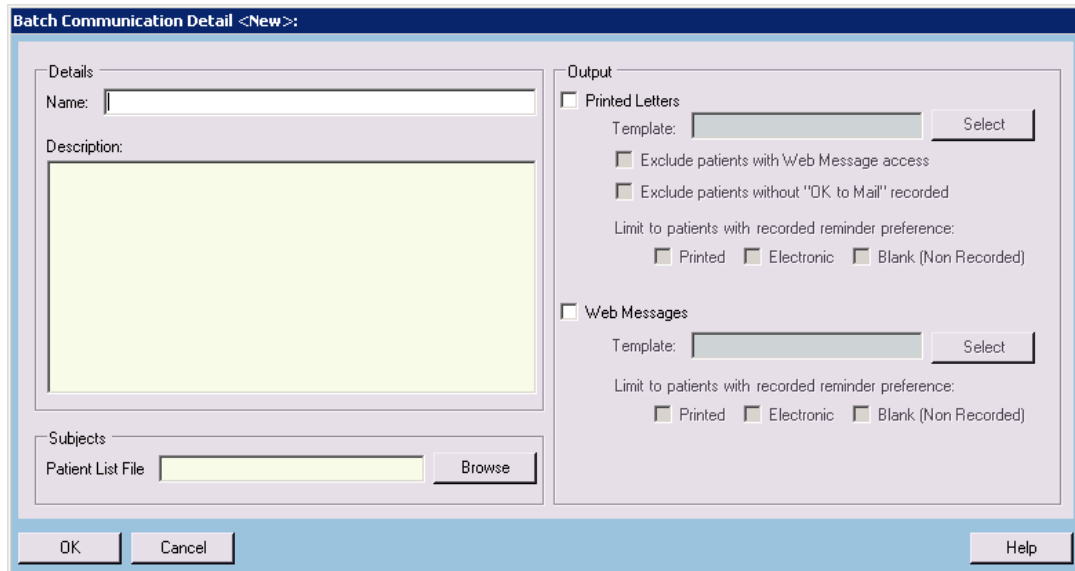 Batch Communication Detail <New>:
Details
Name:
Description:
Subjects
Patient List File Browse
Output
Printed Letters
Template: Select
Exclude patients with Web Message access
Exclude patients without "OK to Mail" recorded
Limit to patients with recorded reminder preference:
Printed Electronic Blank (Non Recorded)
Web Messages
Template: Select
Limit to patients with recorded reminder preference:
Printed Electronic Blank (Non Recorded)
OK Cancel Help